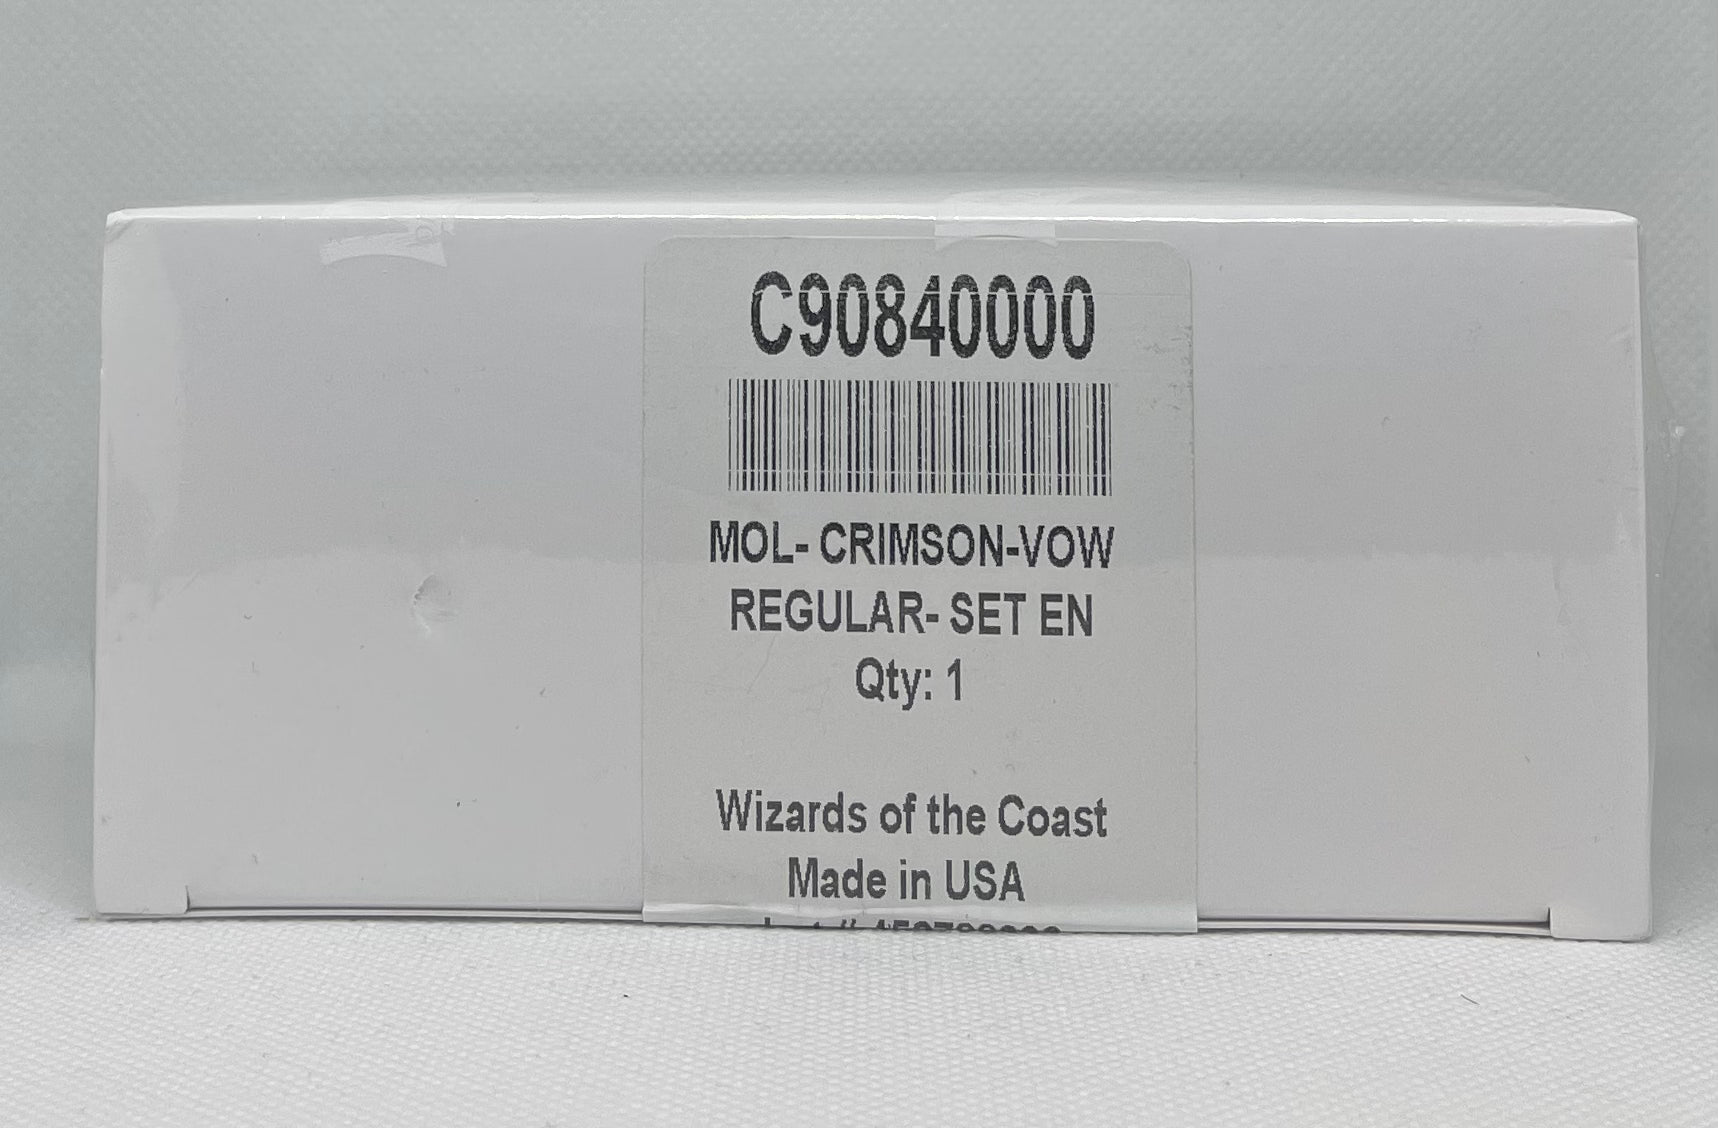 C90840000
MOL- CRIMSON-VOW
REGULAR- SET EN
Qty: 1
Wizards of the Coast
Made in USA